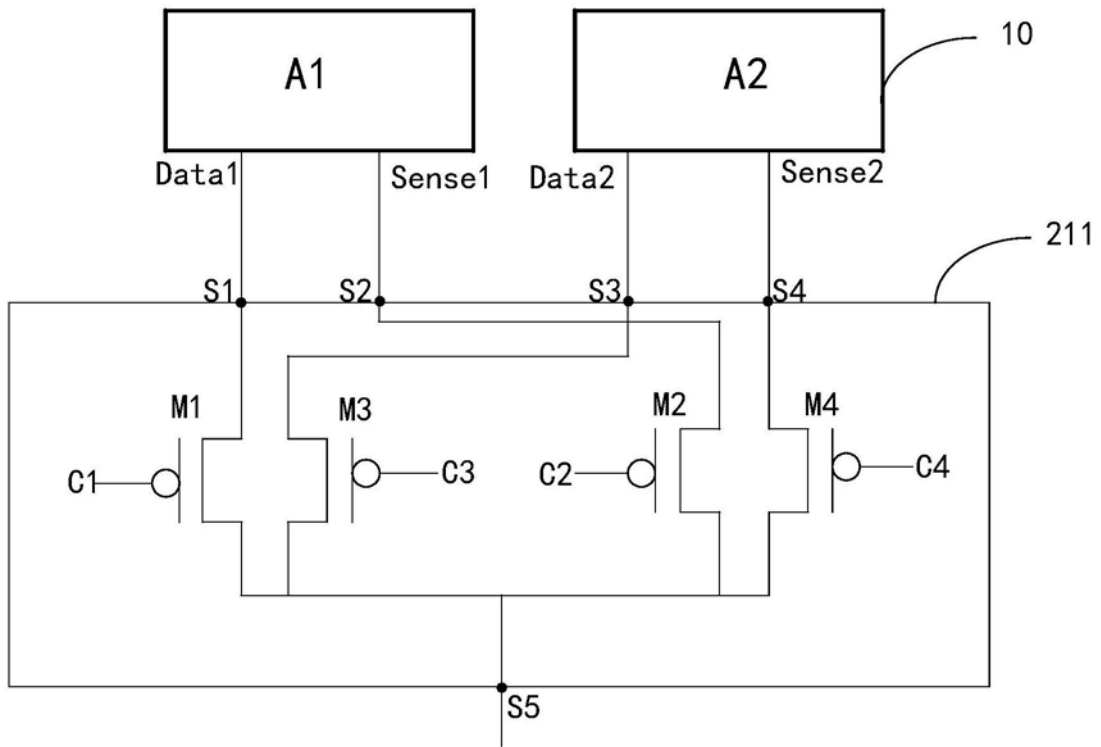 A1
A2
10
Data1
Sense1
Data2
Sense2
211
S1
S2
S3
S4
M1
M3
M2
M4
C1
C3
C2
C4
S5